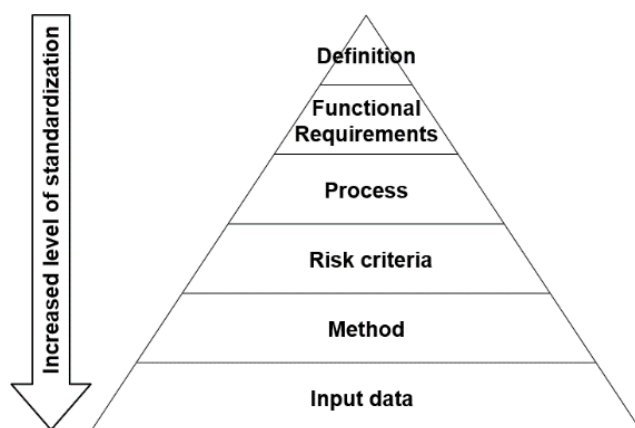 Increased level of standardization
Definition
Functional
Requirements
Process
Risk criteria
Method
Input data